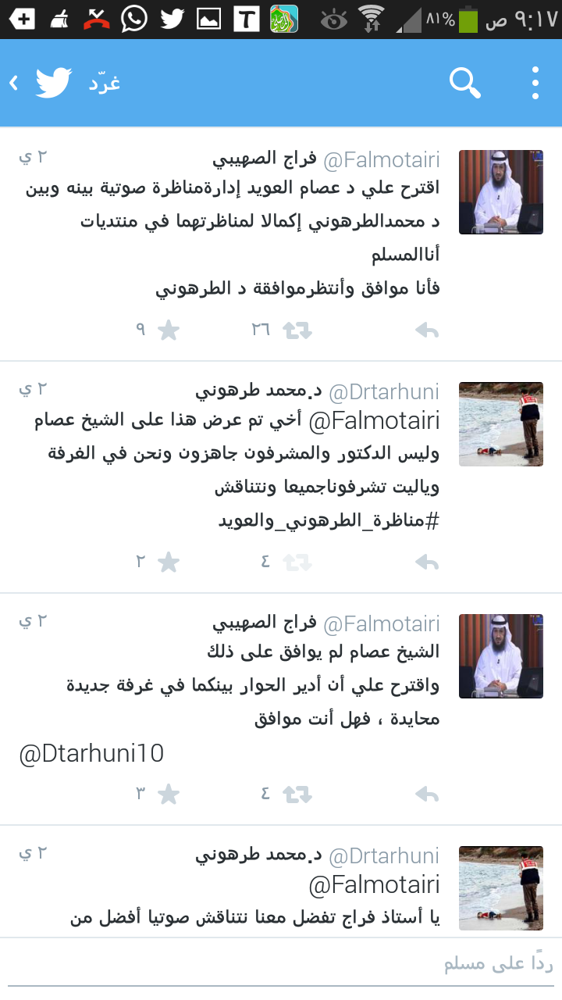 ٨١% ص ٩:١٧
غرّد
فراج الصهيبي @Falmotairi ٢ ي
اقترح علي د عصام العويد إدارةمناظرة صوتية بينه وبين
د محمدالطرهوني إكمالا لمناظرتهما في منتديات
أناالمسلم
فأنا موافق وأنتظرموافقة د الطرهوني
٢٦ ٩
د.محمد طرهوني @Drtarhuni ٢ ي
@Falmotairi أخي تم عرض هذا على الشيخ عصام
وليس الدكتور والمشرفون جاهزون ونحن في الغرفة
وياليت تشرفوناجميعا ونتناقش
#مناظرة_الطرهوني_والعويد
٤ ٢
فراج الصهيبي @Falmotairi ٢ ي
الشيخ عصام لم يوافق على ذلك
واقترح علي أن أدير الحوار بينكما في غرفة جديدة
محايدة ، فهل أنت موافق
@Dtarhuni10
٤ ٣
د.محمد طرهوني @Drtarhuni ٢ ي
@Falmotairi
يا أستاذ فراج تفضل معنا نتناقش صوتيا أفضل من
ردًا على مسلم